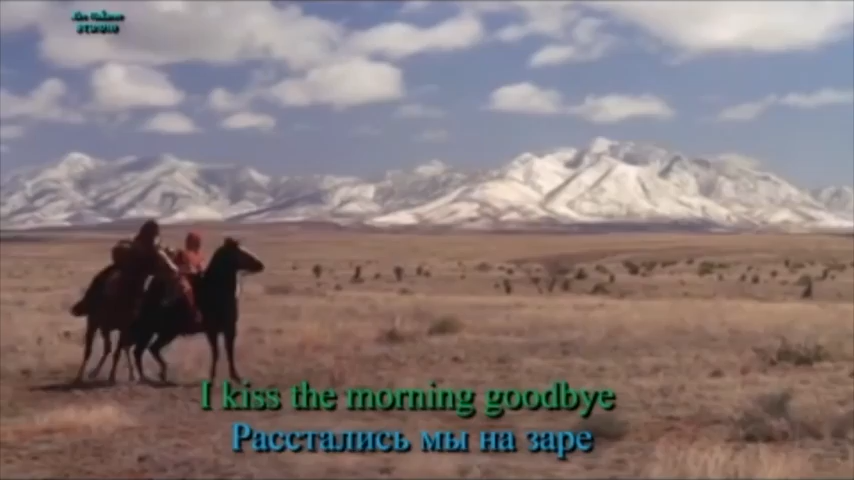 I kiss the morning goodbye
Расстались мы на заре